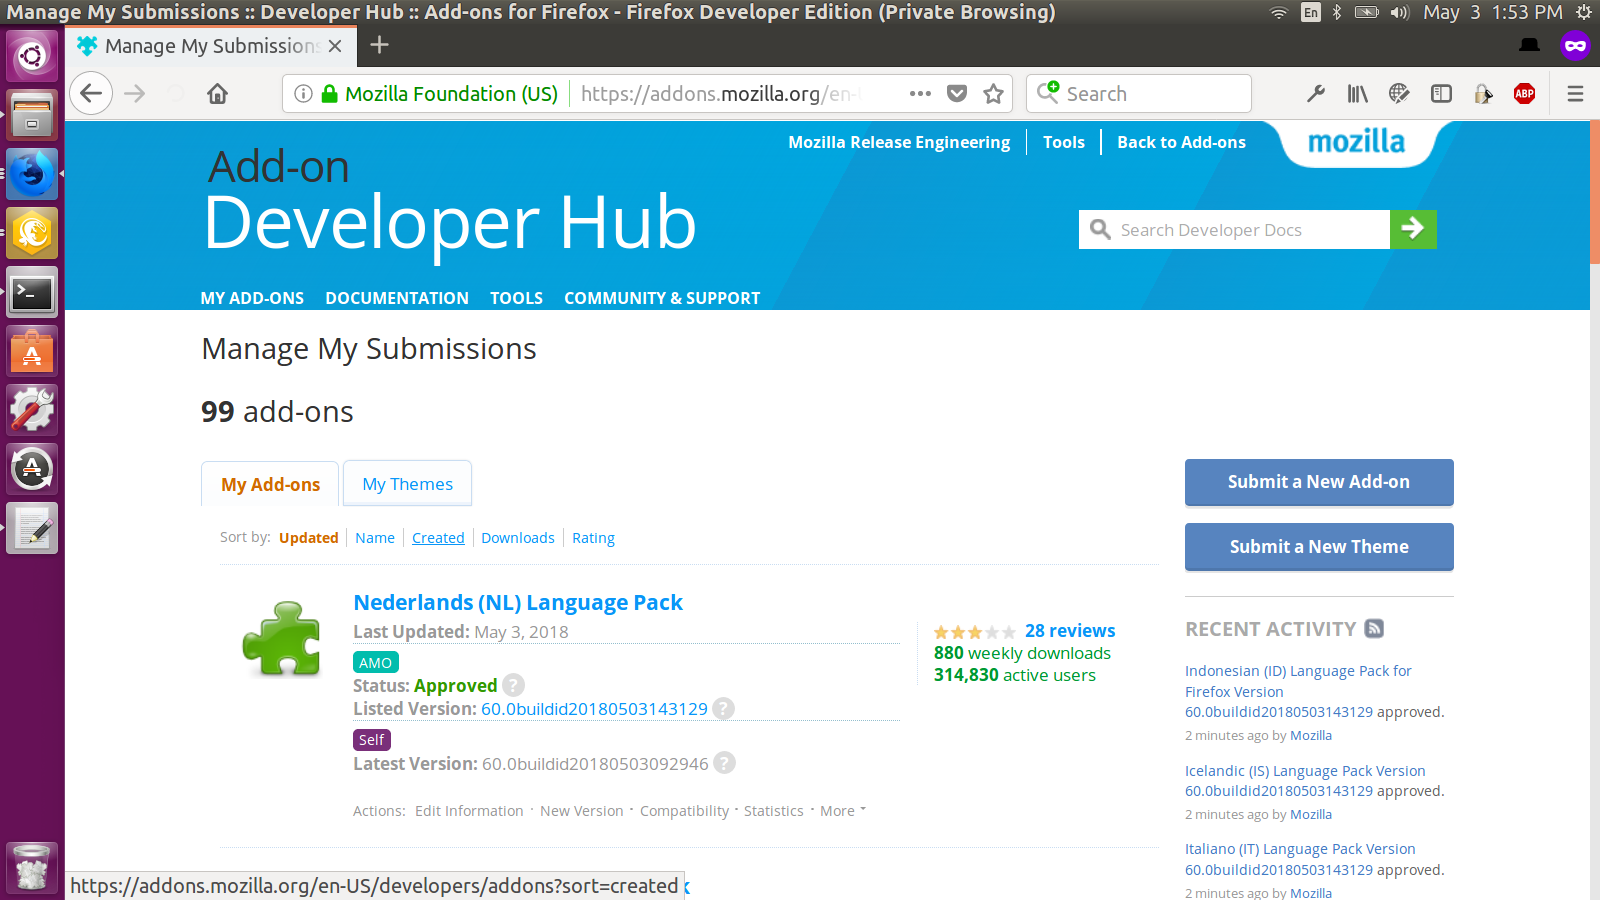 Manage My Submissions :: Developer Hub :: Add-ons for Firefox - Firefox Developer Edition (Private Browsing)
En
May 3 1:53 PM
Manage My Submissions
Mozilla Foundation (US)
https://addons.mozilla.org/en-
Search
ABP
Mozilla Release Engineering
Tools
Back to Add-ons
mozilla
Add-on
Developer Hub
Search Developer Docs
MY ADD-ONS
DOCUMENTATION
TOOLS
COMMUNITY & SUPPORT
Manage My Submissions
99 add-ons
My Add-ons
My Themes
Submit a New Add-on
Submit a New Theme
Sort by: Updated Name Created Downloads Rating
Nederlands (NL) Language Pack
Last Updated: May 3, 2018
AMO
Status: Approved ?
Listed Version: 60.0buildid20180503143129 ?
Self
Latest Version: 60.0buildid20180503092946 ?
28 reviews
880 weekly downloads
314,830 active users
Actions: Edit Information · New Version · Compatibility · Statistics · More
RECENT ACTIVITY
Indonesian (ID) Language Pack for
Firefox Version
60.0buildid20180503143129 approved.
2 minutes ago by Mozilla
Icelandic (IS) Language Pack Version
60.0buildid20180503143129 approved.
2 minutes ago by Mozilla
Italiano (IT) Language Pack Version
60.0buildid20180503143129 approved.
2 minutes ago by Mozilla
https://addons.mozilla.org/en-US/developers/addons?sort=created